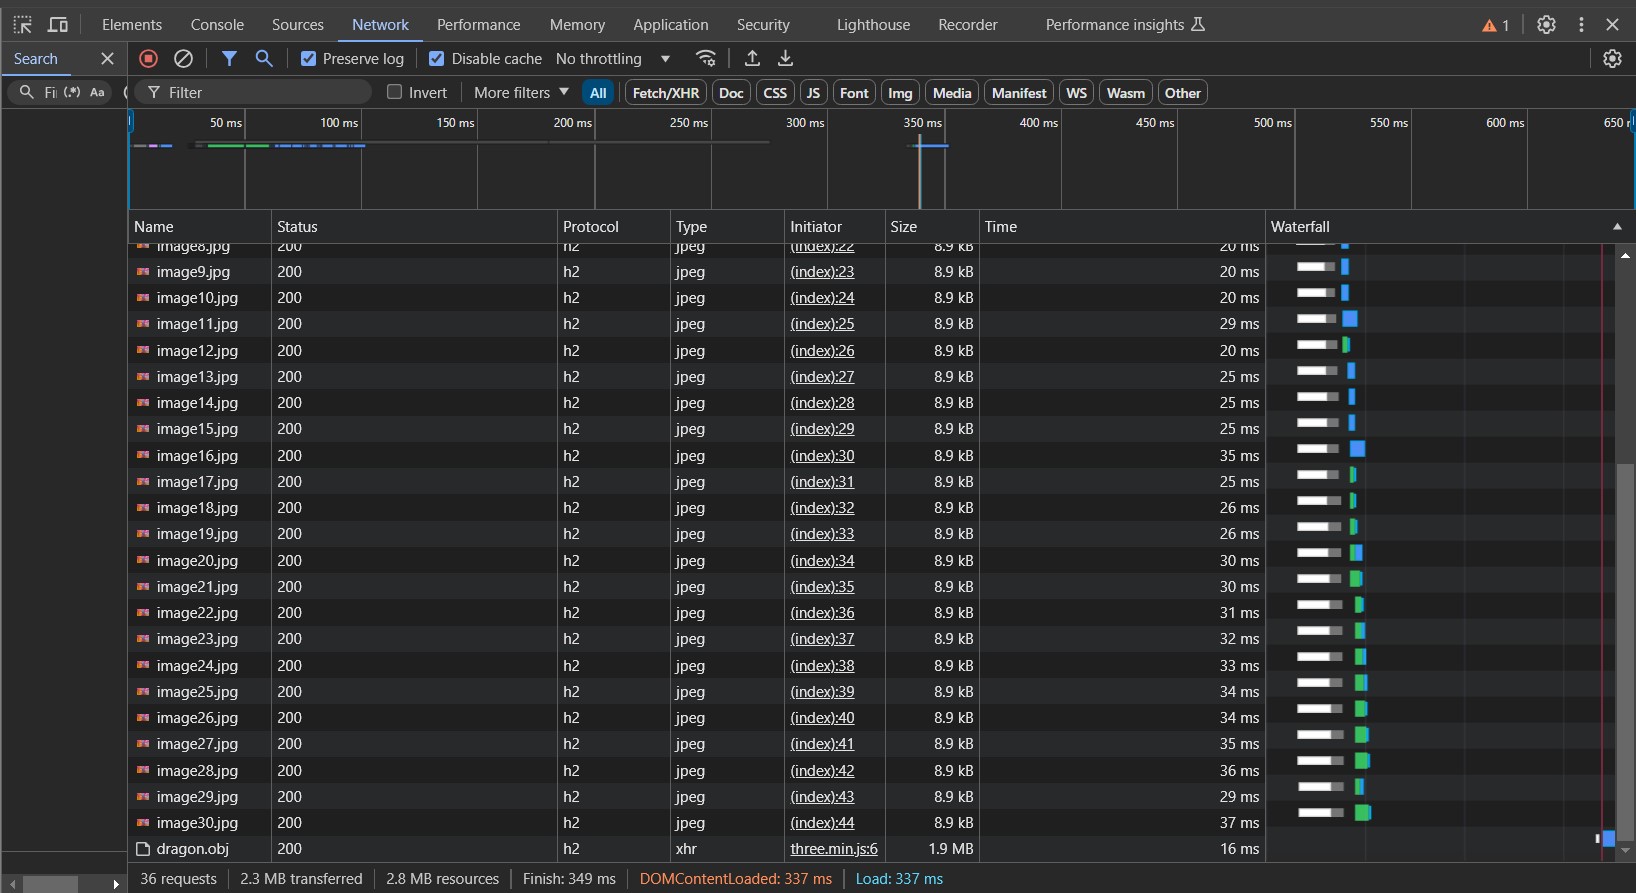 Elements Console Sources Network Performance Memory Application Security Lighthouse Recorder Performance insights 1
Search Preserve log Disable cache No throttling
Fi (.*) Aa Filter Invert More filters All Fetch/XHR Doc CSS JS Font Img Media Manifest WS Wasm Other
50 ms 100 ms 150 ms 200 ms 250 ms 300 ms 350 ms 400 ms 450 ms 500 ms 550 ms 600 ms 650
Name Status Protocol Type Initiator Size Time Waterfall
image8.jpg 200 h2 jpeg (index):22 8.9 kB 20 ms
image9.jpg 200 h2 jpeg (index):23 8.9 kB 20 ms
image10.jpg 200 h2 jpeg (index):24 8.9 kB 20 ms
image11.jpg 200 h2 jpeg (index):25 8.9 kB 29 ms
image12.jpg 200 h2 jpeg (index):26 8.9 kB 20 ms
image13.jpg 200 h2 jpeg (index):27 8.9 kB 25 ms
image14.jpg 200 h2 jpeg (index):28 8.9 kB 25 ms
image15.jpg 200 h2 jpeg (index):29 8.9 kB 25 ms
image16.jpg 200 h2 jpeg (index):30 8.9 kB 35 ms
image17.jpg 200 h2 jpeg (index):31 8.9 kB 25 ms
image18.jpg 200 h2 jpeg (index):32 8.9 kB 26 ms
image19.jpg 200 h2 jpeg (index):33 8.9 kB 26 ms
image20.jpg 200 h2 jpeg (index):34 8.9 kB 30 ms
image21.jpg 200 h2 jpeg (index):35 8.9 kB 30 ms
image22.jpg 200 h2 jpeg (index):36 8.9 kB 31 ms
image23.jpg 200 h2 jpeg (index):37 8.9 kB 32 ms
image24.jpg 200 h2 jpeg (index):38 8.9 kB 33 ms
image25.jpg 200 h2 jpeg (index):39 8.9 kB 34 ms
image26.jpg 200 h2 jpeg (index):40 8.9 kB 34 ms
image27.jpg 200 h2 jpeg (index):41 8.9 kB 35 ms
image28.jpg 200 h2 jpeg (index):42 8.9 kB 36 ms
image29.jpg 200 h2 jpeg (index):43 8.9 kB 29 ms
image30.jpg 200 h2 jpeg (index):44 8.9 kB 37 ms
dragon.obj 200 h2 xhr three.min.js:6 1.9 MB 16 ms
36 requests 2.3 MB transferred 2.8 MB resources Finish: 349 ms DOMContentLoaded: 337 ms Load: 337 ms